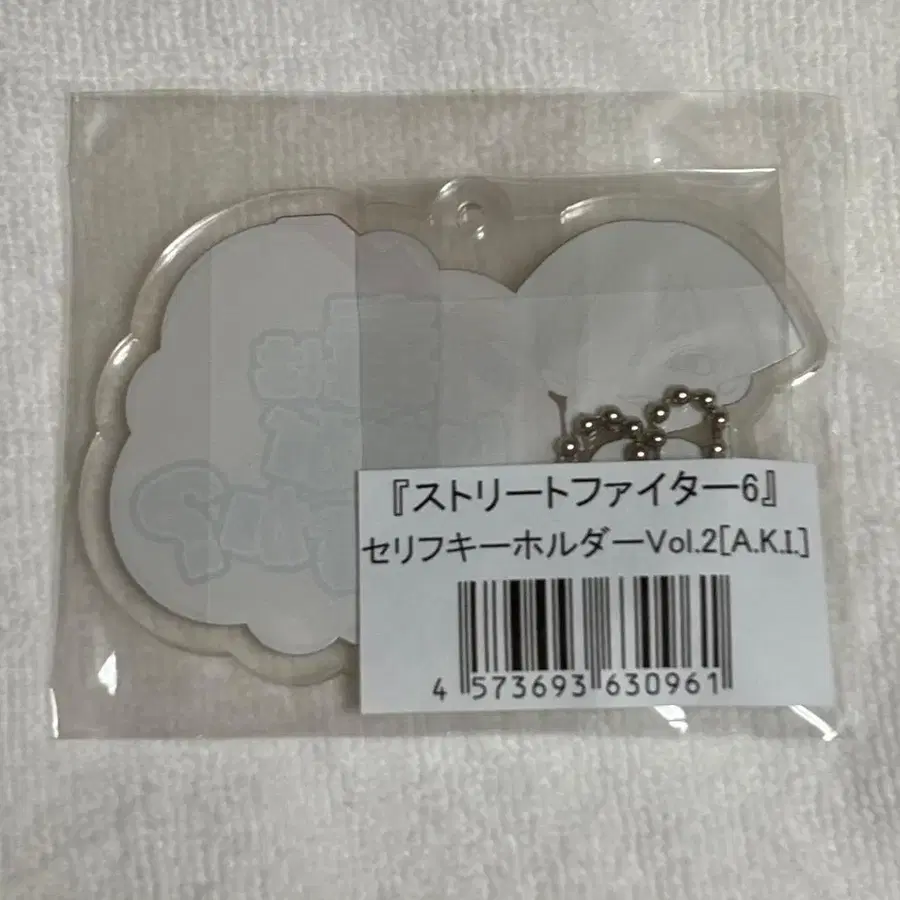 『ストリートファイター6』
セリフキーホルダーVol.2[A.K.I.]
4 573693 630961